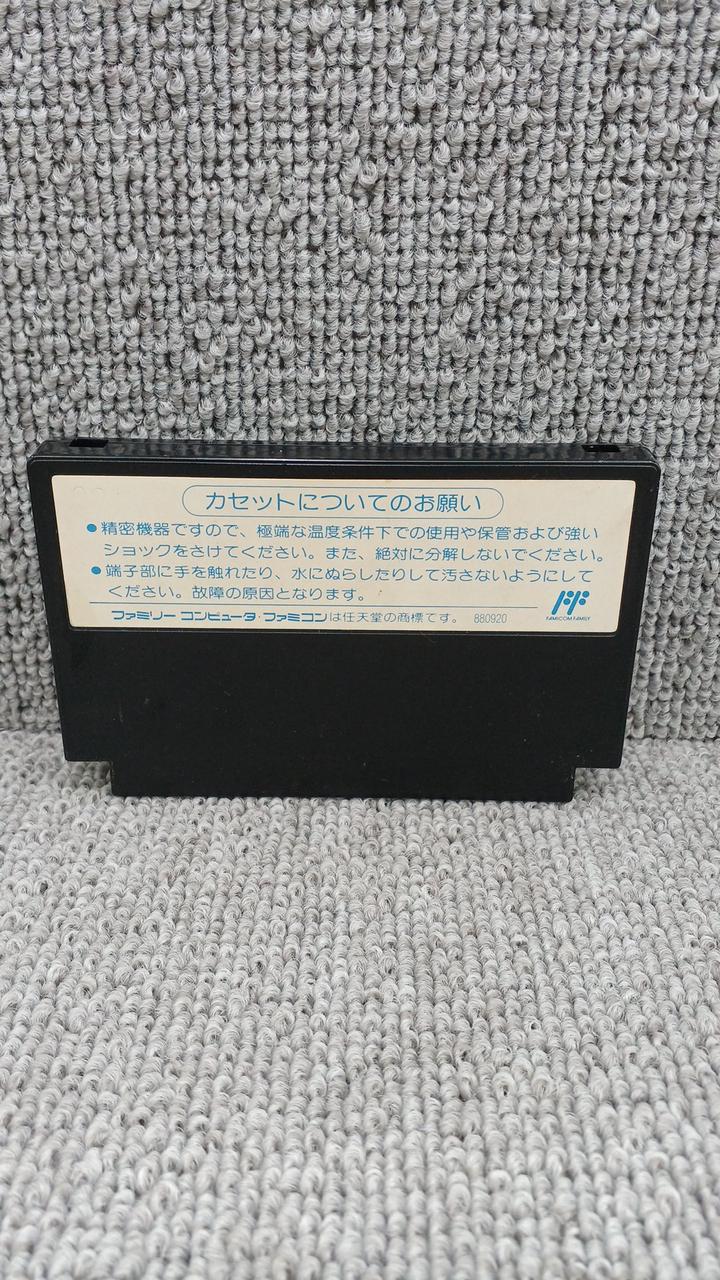 カセットについてのお願い
●精密機器ですので、極端な温度条件下での使用や保管および強い
ショックをさけてください。また、絶対に分解しないでください。
●端子部に手を触れたり、水にぬらしたりして汚さないようにして
ください。故障の原因となります。
FAMICOM FAMILY
ファミリーコンピュータ・ファミコンは任天堂の商標です。 880920